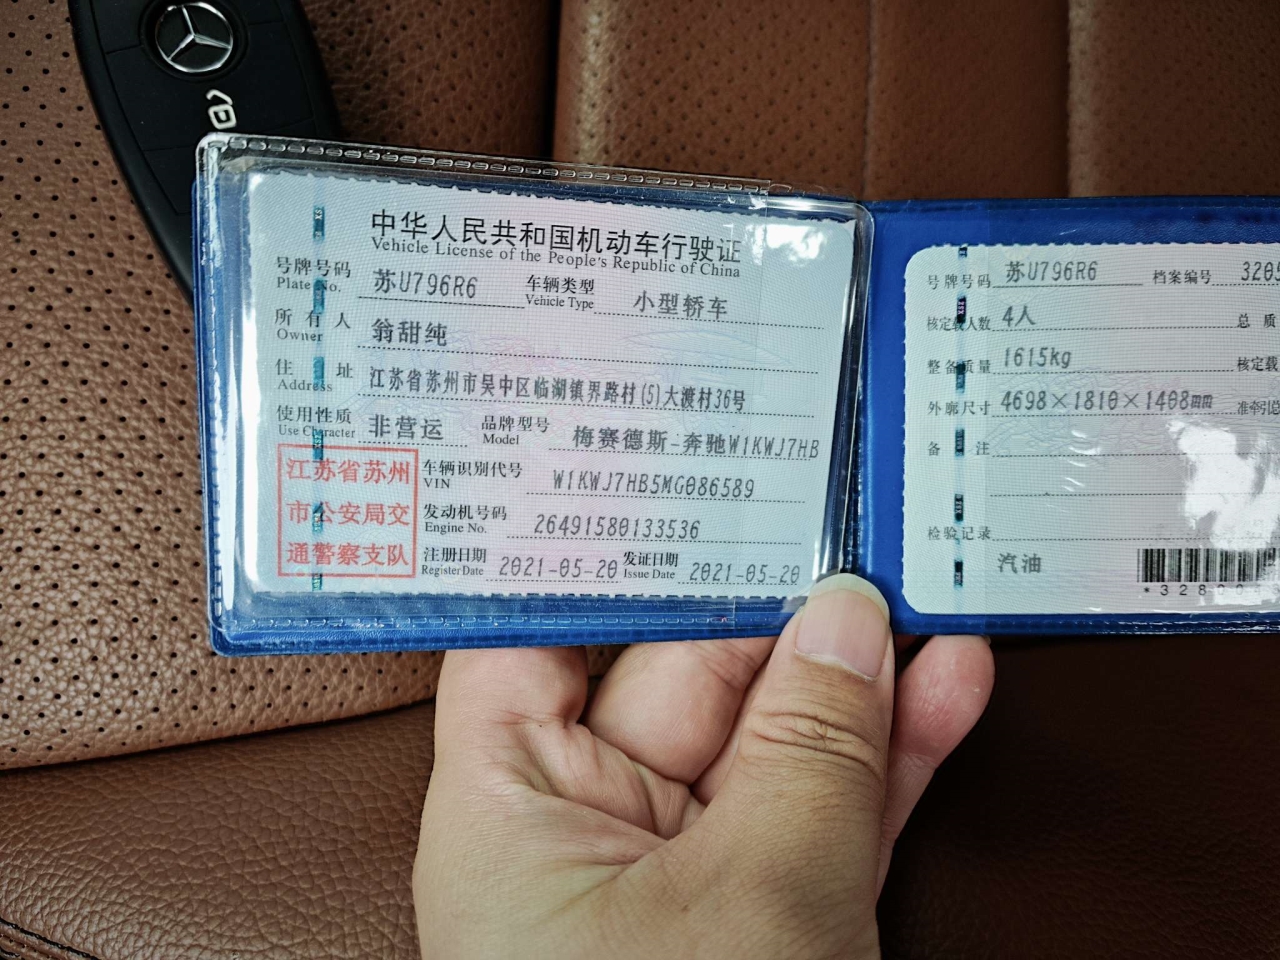 中华人民共和国机动车行驶证
Vehicle License of the People's Republic of China
号牌号码 苏U796R6 车辆类型 小型轿车
Plate No. Vehicle Type
所有人 翁甜纯
Owner
住址 江苏省苏州市吴中区临湖镇界路村(5)大渡村36号
Address
使用性质 非营运 品牌型号 梅赛德斯-奔驰W1KWJ7HB
Use Character Model
江苏省苏州
市公安局交
通警察支队
车辆识别代号 W1KWJ7HB5MG086589
VIN
发动机号码 26491580133536
Engine No.
注册日期 2021-05-20 发证日期 2021-05-20
Register Date Issue Date
号牌号码 苏U796R6 档案编号 3205
核定载人数 4人 总质
整备质量 1615kg 核定载
外廓尺寸 4698×1810×1408mm 准牵引总
备注
检验记录
汽油
*32800